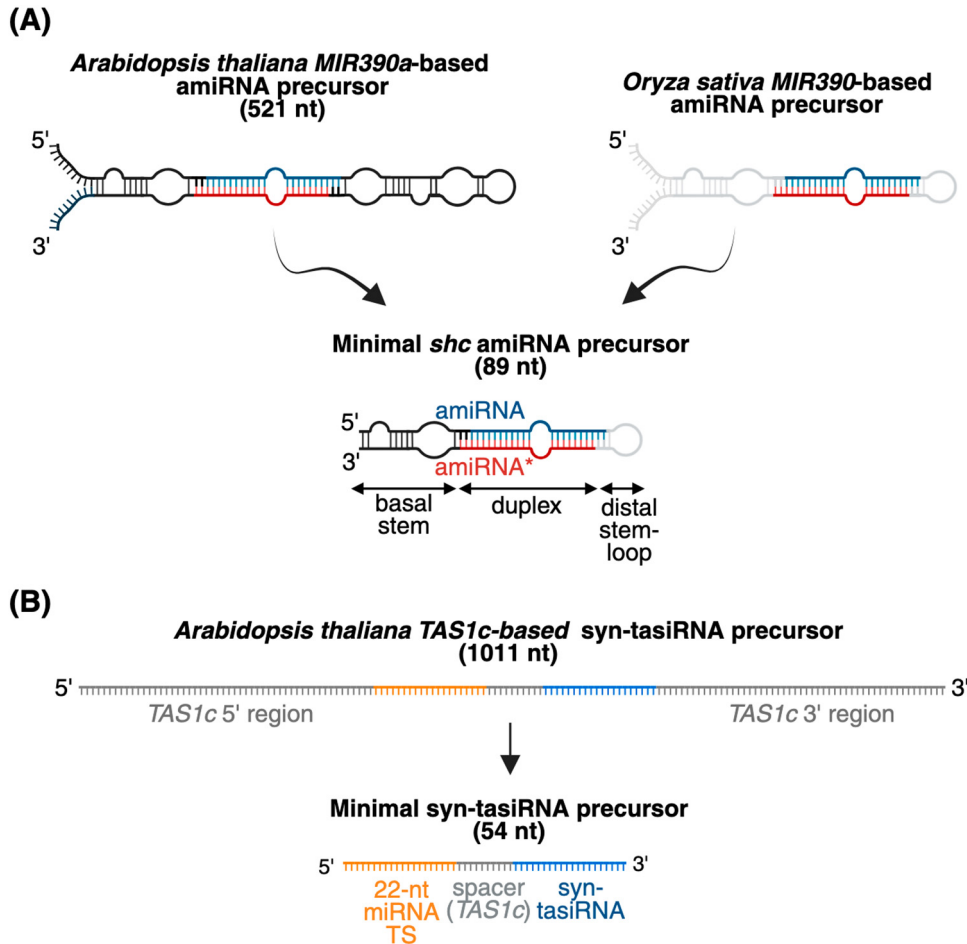 (A)
Arabidopsis thaliana MIR390a-based
amiRNA precursor
(521 nt)
Oryza sativa MIR390-based
amiRNA precursor
5'
3'
5'
3'
Minimal shc amiRNA precursor
(89 nt)
amiRNA
5'
3'
amiRNA*
basal
stem
duplex
distal
stem-
loop
(B)
Arabidopsis thaliana TAS1c-based syn-tasiRNA precursor
(1011 nt)
5'
3'
TAS1c 5' region
TAS1c 3' region
Minimal syn-tasiRNA precursor
(54 nt)
5'
3'
22-nt
miRNA
TS
spacer
(TAS1c)
syn-
tasiRNA